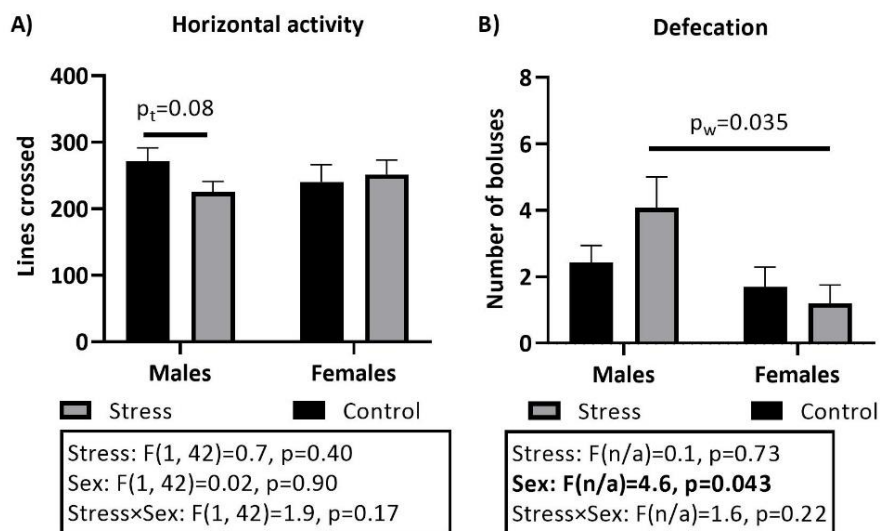 A) Horizontal activity
Lines crossed
400
300
200
100
0
pt=0.08
Males Females
Stress Control
Stress: F(1, 42)=0.7, p=0.40
Sex: F(1, 42)=0.02, p=0.90
Stress×Sex: F(1, 42)=1.9, p=0.17
B) Defecation
Number of boluses
8
6
4
2
0
pw=0.035
Males Females
Stress Control
Stress: F(n/a)=0.1, p=0.73
Sex: F(n/a)=4.6, p=0.043
Stress×Sex: F(n/a)=1.6, p=0.22